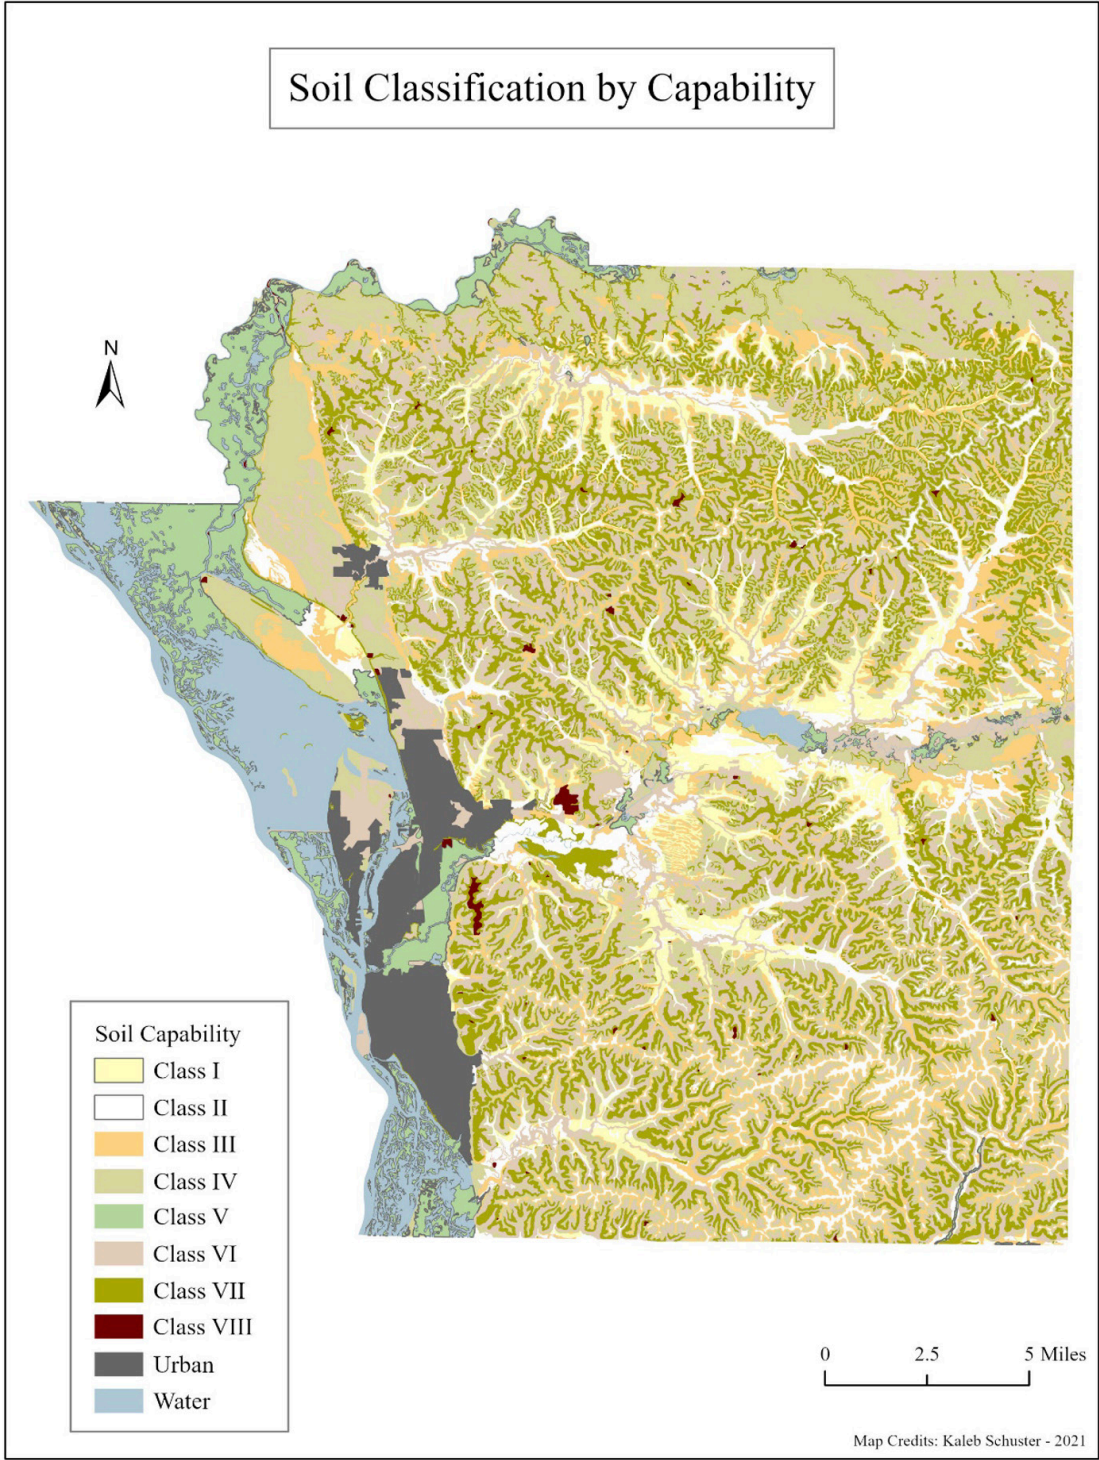 Soil Classification by Capability
N
Soil Capability
Class I
Class II
Class III
Class IV
Class V
Class VI
Class VII
Class VIII
Urban
Water
0 2.5 5 Miles
Map Credits: Kaleb Schuster - 2021